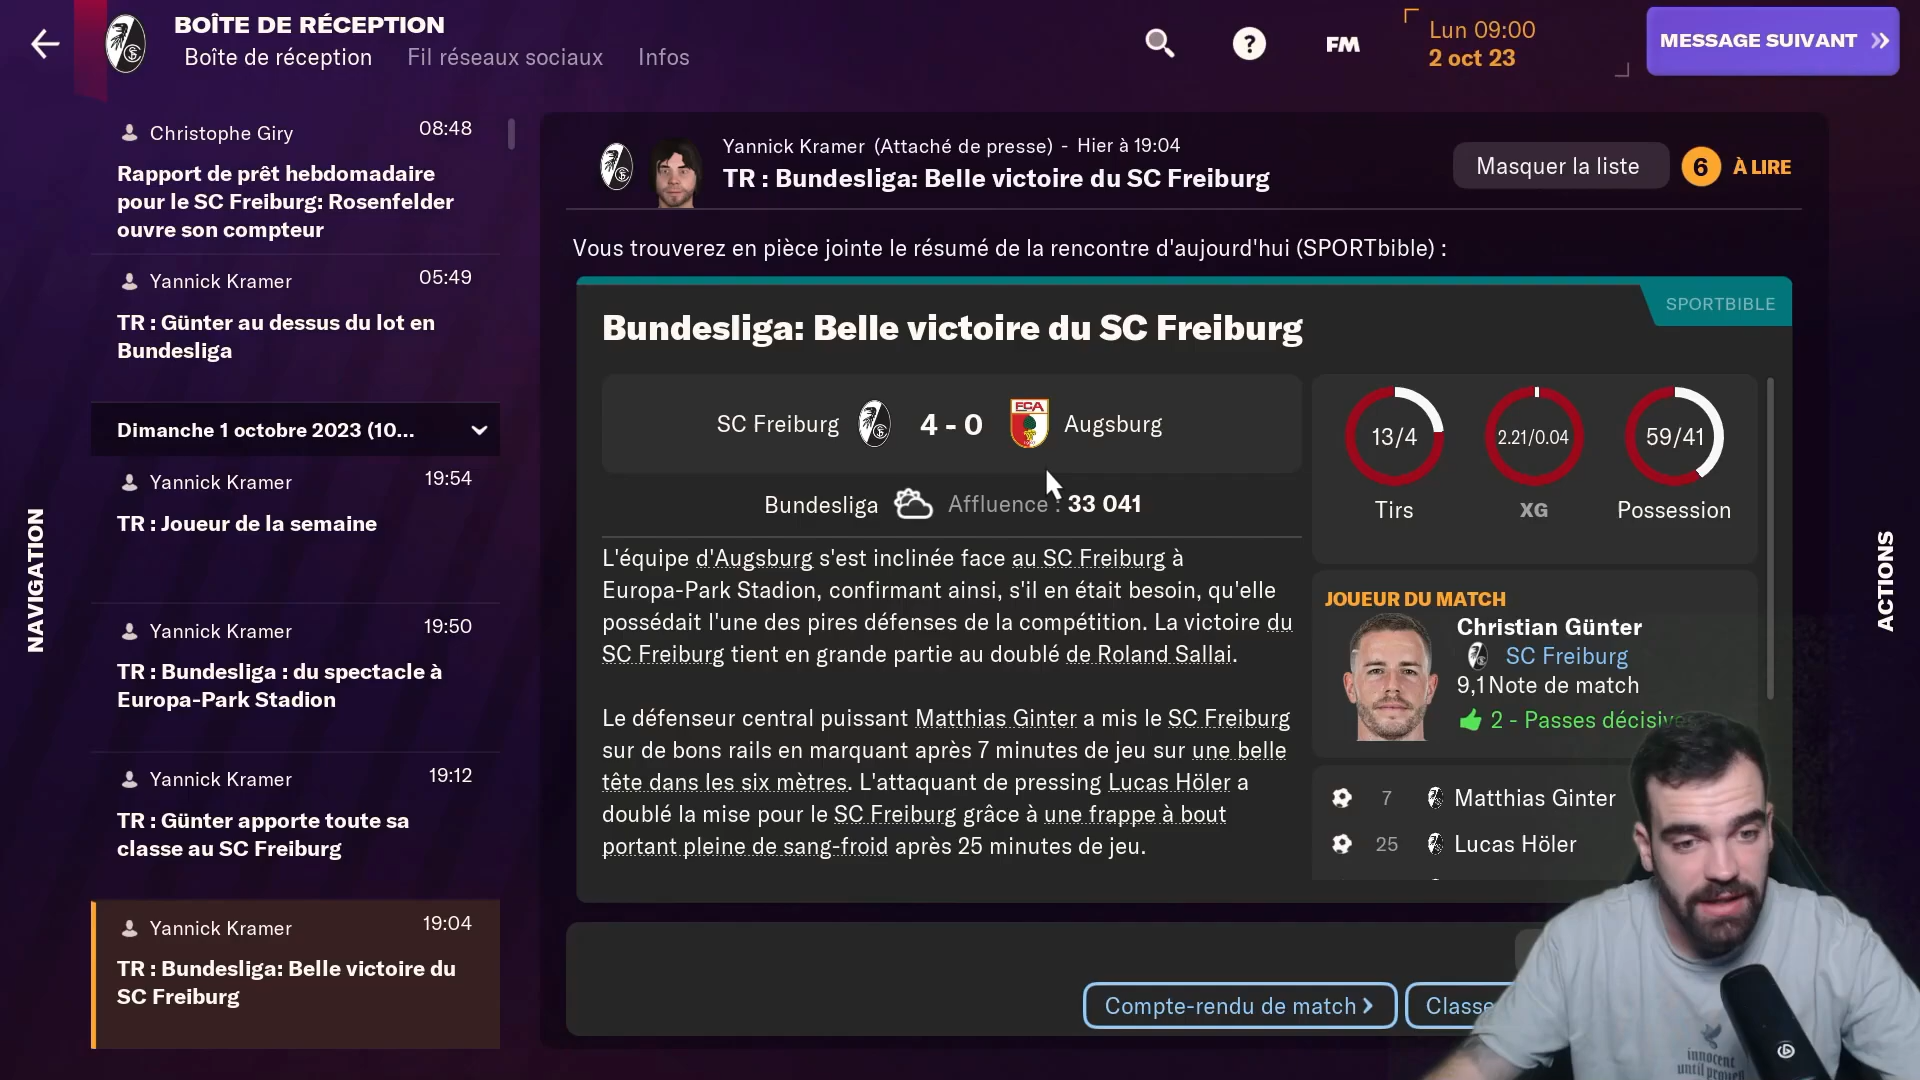 BOÎTE DE RÉCEPTION
Boîte de réception Fil réseaux sociaux Infos
?
FM
Lun 09:00
2 oct 23
MESSAGE SUIVANT
NAVIGATION
Christophe Giry 08:48
Rapport de prêt hebdomadaire
pour le SC Freiburg: Rosenfelder
ouvre son compteur
Yannick Kramer 05:49
TR : Günter au dessus du lot en
Bundesliga
Dimanche 1 octobre 2023 (10...
Yannick Kramer 19:54
TR : Joueur de la semaine
Yannick Kramer 19:50
TR : Bundesliga : du spectacle à
Europa-Park Stadion
Yannick Kramer 19:12
TR : Günter apporte toute sa
classe au SC Freiburg
Yannick Kramer 19:04
TR : Bundesliga: Belle victoire du
SC Freiburg
Yannick Kramer (Attaché de presse) - Hier à 19:04
TR : Bundesliga: Belle victoire du SC Freiburg
Masquer la liste
6 À LIRE
Vous trouverez en pièce jointe le résumé de la rencontre d'aujourd'hui (SPORTbible) :
SPORTBIBLE
Bundesliga: Belle victoire du SC Freiburg
SC Freiburg 4 - 0 FCA Augsburg
Bundesliga Affluence : 33 041
L'équipe d'Augsburg s'est inclinée face au SC Freiburg à
Europa-Park Stadion, confirmant ainsi, s'il en était besoin, qu'elle
possédait l'une des pires défenses de la compétition. La victoire du
SC Freiburg tient en grande partie au doublé de Roland Sallai.
Le défenseur central puissant Matthias Ginter a mis le SC Freiburg
sur de bons rails en marquant après 7 minutes de jeu sur une belle
tête dans les six mètres. L'attaquant de pressing Lucas Höler a
doublé la mise pour le SC Freiburg grâce à une frappe à bout
portant pleine de sang-froid après 25 minutes de jeu.
13/4 2.21/0.04 59/41
Tirs XG Possession
JOUEUR DU MATCH
Christian Günter
SC Freiburg
9,1 Note de match
2 - Passes décisive
7 Matthias Ginter
25 Lucas Höler
Compte-rendu de match
Classe
ACTIONS
innocent
until proven